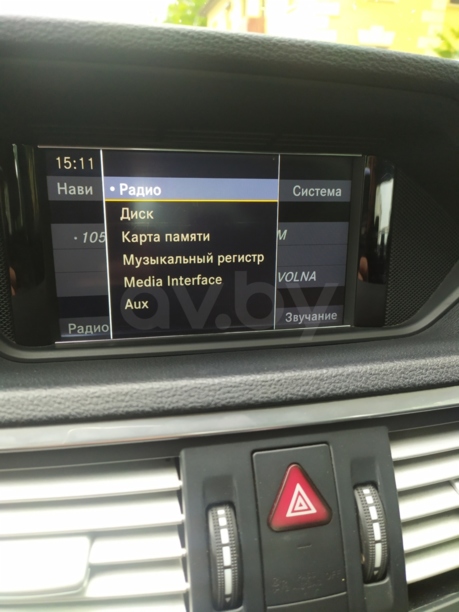 15:11
Нави
• Радио
Система
Диск
• 105
Карта памяти
M
Музыкальный регистр
Media Interface
VOLNA
Aux
Радио
Звучание
av.by